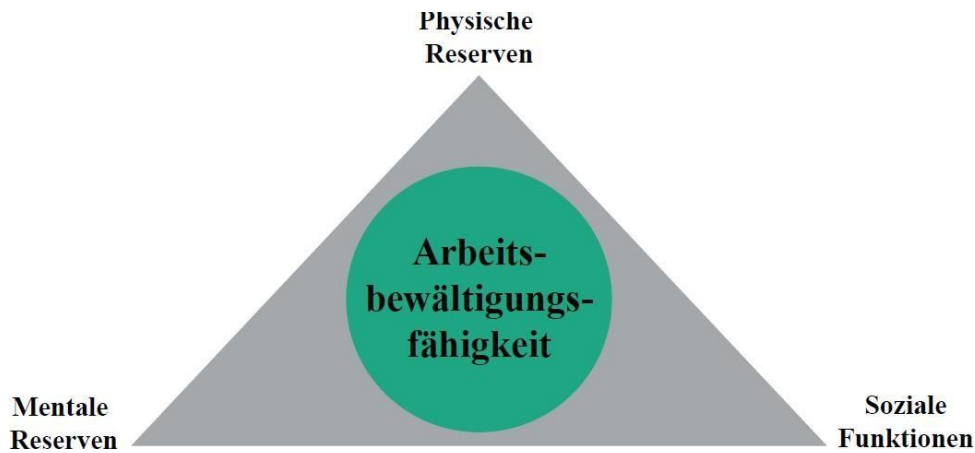 Physische
Reserven
Arbeits-
bewältigungs-
fähigkeit
Mentale
Reserven
Soziale
Funktionen